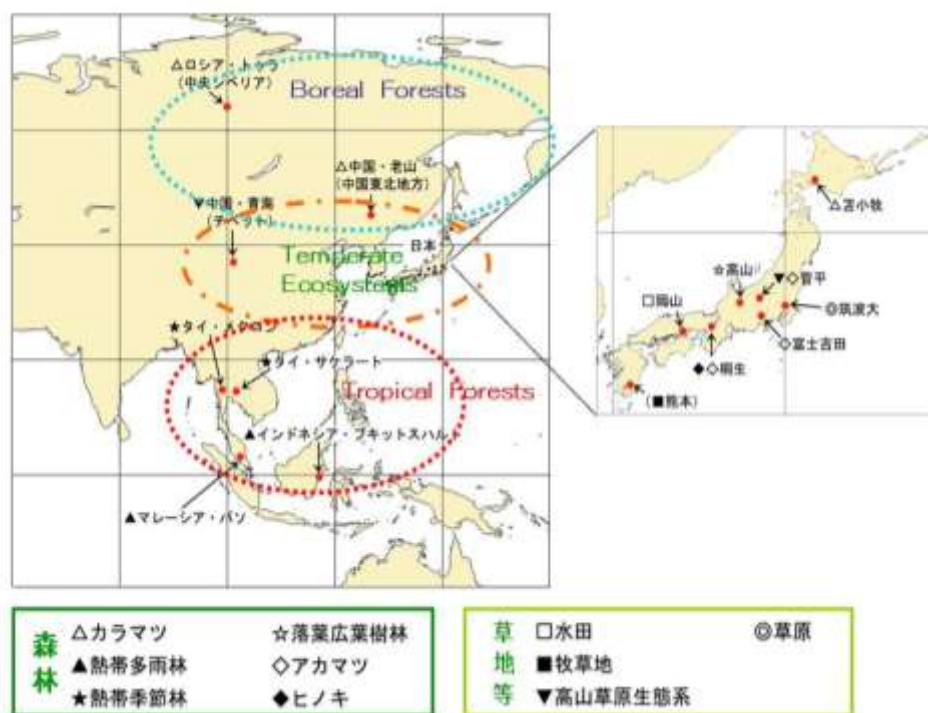 △ロシア・トゥラ
(中央シベリア)
Boreal Forests
△中国・老山
(中国東北地方)
▼中国・青海
(チベット)
日本
Temperate
Ecosystems
★タイ・メクロン
★タイ・サケラート
Tropical Forests
▲インドネシア・ブキットスハルト
▲マレーシア・パソ
△苫小牧
☆高山
▼◇菅平
□岡山
◎筑波大
◇富士吉田
◆◇桐生
(■熊本)
森林
△カラマツ
☆落葉広葉樹林
▲熱帯多雨林
◇アカマツ
★熱帯季節林
◆ヒノキ
草地等
□水田
◎草原
■牧草地
▼高山草原生態系